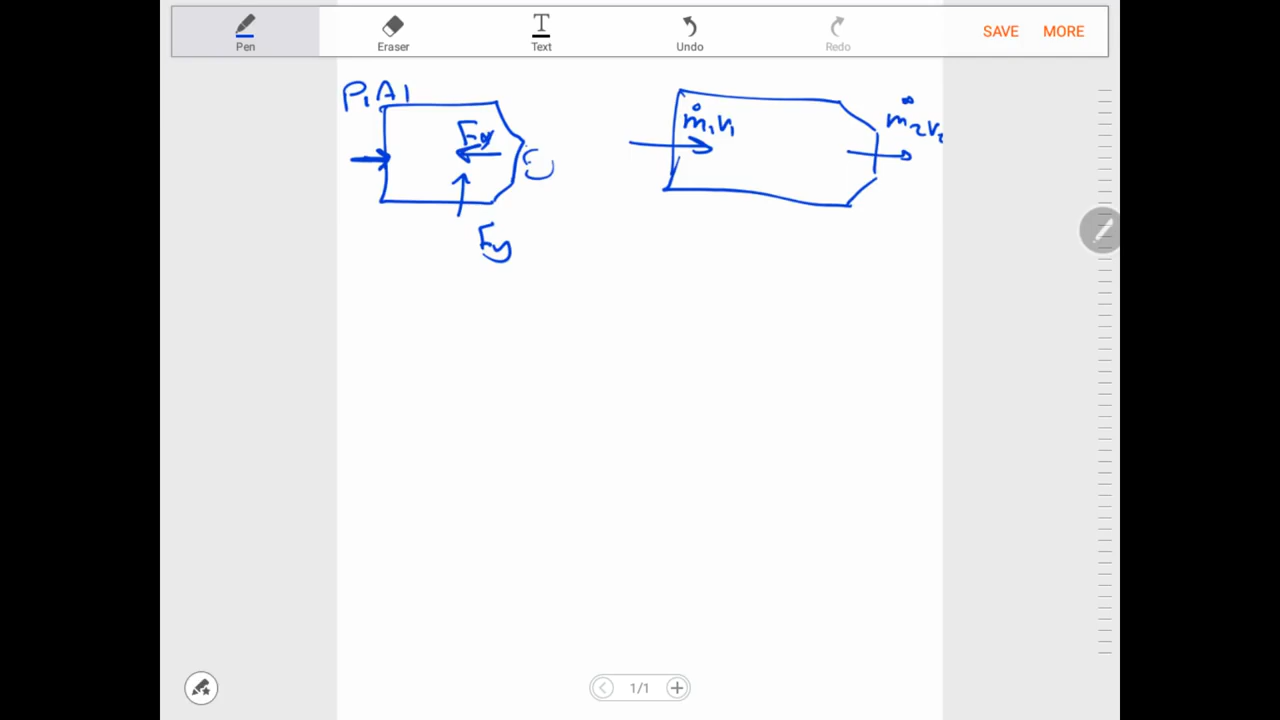 Pen Eraser Text Undo Redo SAVE MORE
P₁A₁
Fx
Fy
ṁ₁v₁
ṁ₂v₂
1/1